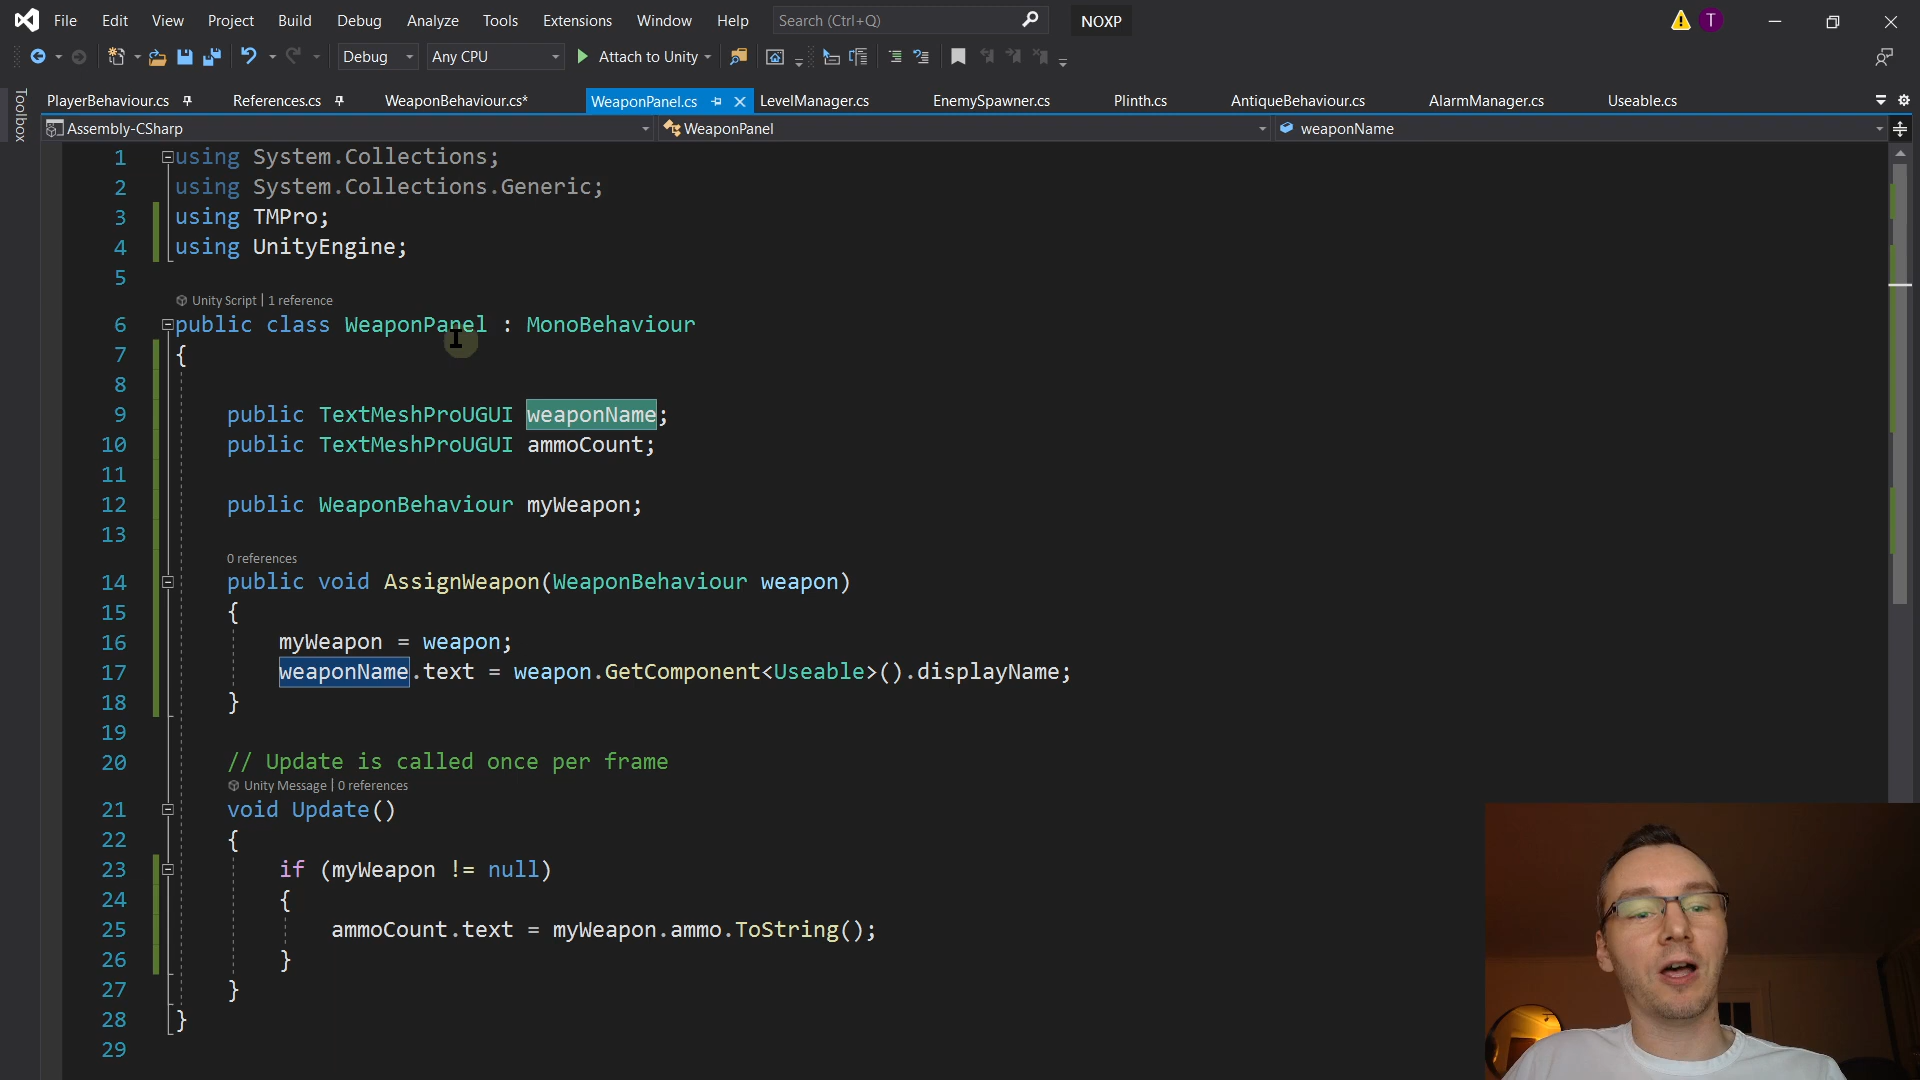 File Edit View Project Build Debug Analyze Tools Extensions Window Help Search (Ctrl+Q) NOXP T
Debug Any CPU Attach to Unity
Toolbox
PlayerBehaviour.cs References.cs WeaponBehaviour.cs* WeaponPanel.cs LevelManager.cs EnemySpawner.cs Plinth.cs AntiqueBehaviour.cs AlarmManager.cs Useable.cs
Assembly-CSharp WeaponPanel weaponName
1 using System.Collections;
2 using System.Collections.Generic;
3 using TMPro;
4 using UnityEngine;
5
Unity Script | 1 reference
6 public class WeaponPanel : MonoBehaviour
7 {
8
9 public TextMeshProUGUI weaponName;
10 public TextMeshProUGUI ammoCount;
11
12 public WeaponBehaviour myWeapon;
13
0 references
14 public void AssignWeapon(WeaponBehaviour weapon)
15 {
16 myWeapon = weapon;
17 weaponName.text = weapon.GetComponent<Useable>().displayName;
18 }
19
20 // Update is called once per frame
Unity Message | 0 references
21 void Update()
22 {
23 if (myWeapon != null)
24 {
25 ammoCount.text = myWeapon.ammo.ToString();
26 }
27 }
28 }
29